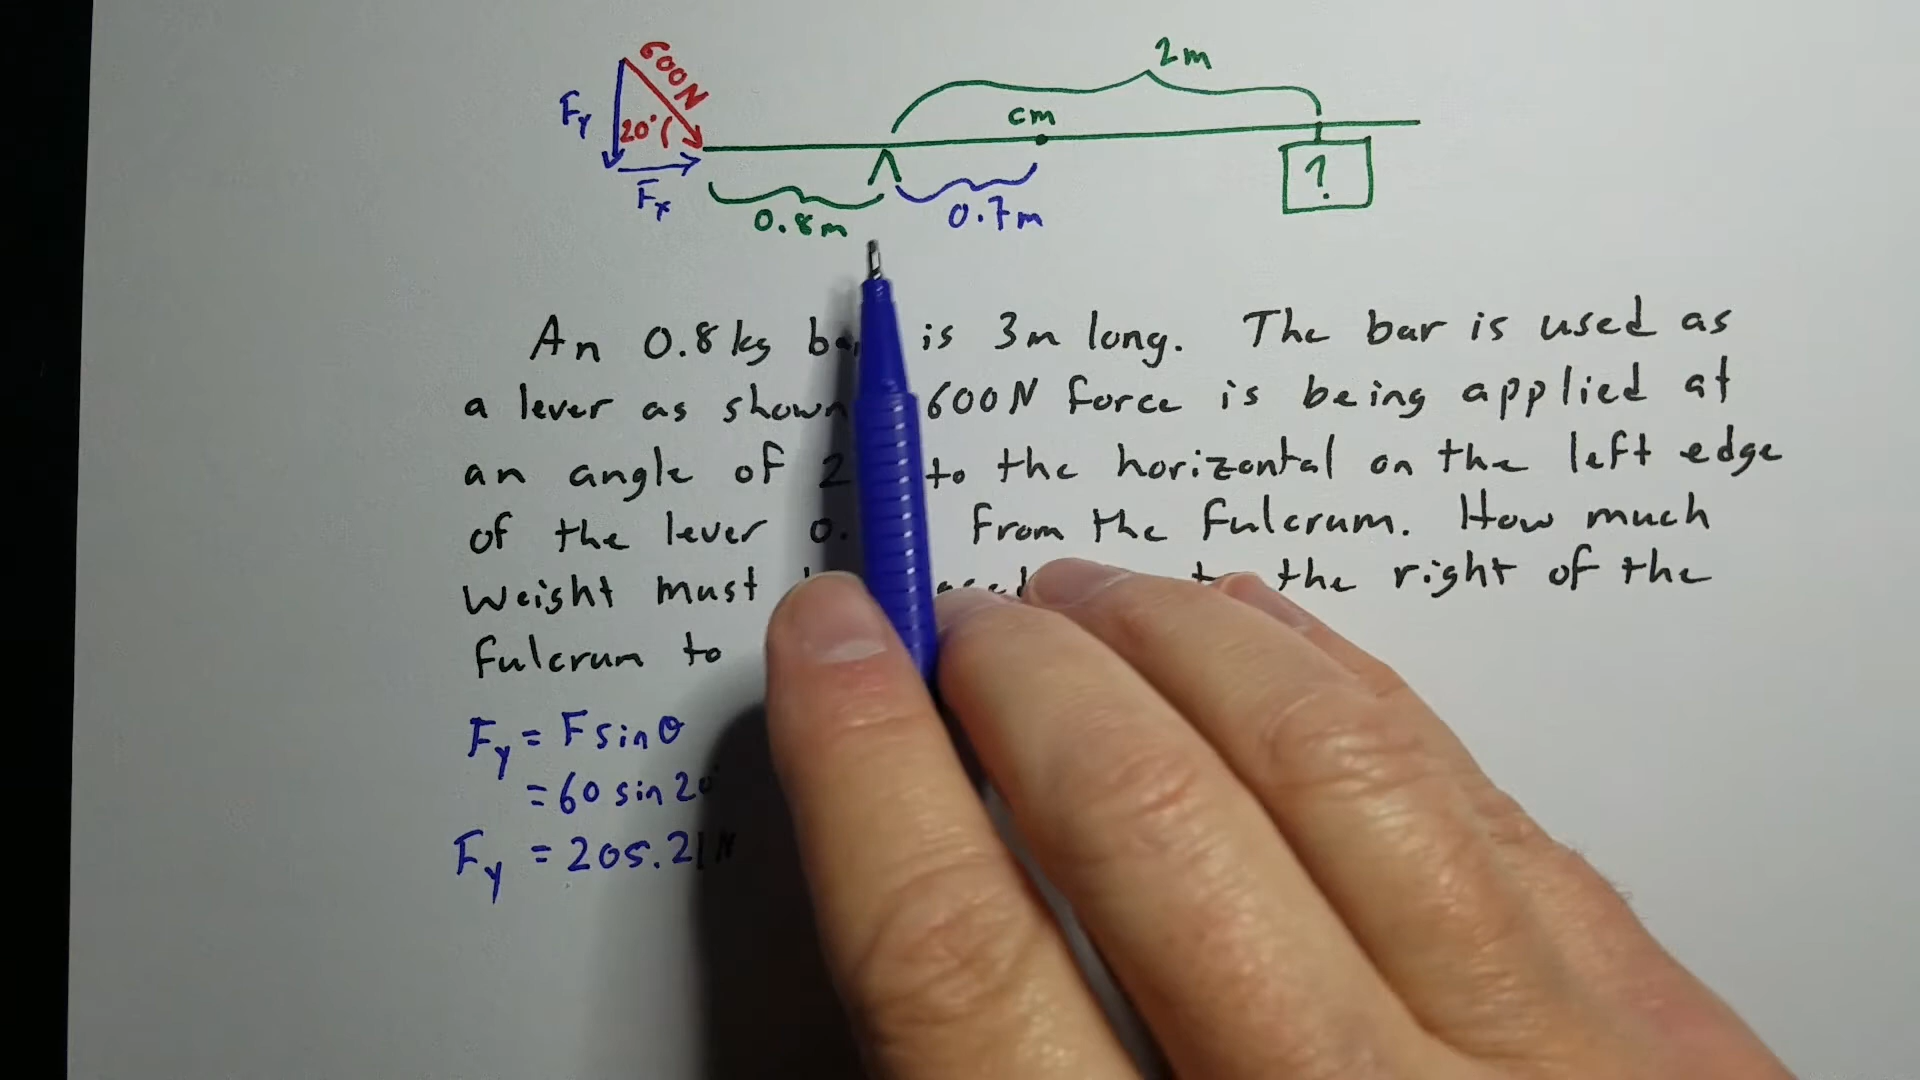 600N
2m
Fy
20°
cm
?
Fx
0.8m
0.7m
An 0.8kg is 3m long. The bar is used as
a lever as shown 600N force is being applied at
an angle of to the horizontal on the left edge
of the lever 0. from the fulcrum. How much
Weight must the right of the
fulcrum to
Fy = F sin θ
= 60 sin 20°
Fy = 205.21N